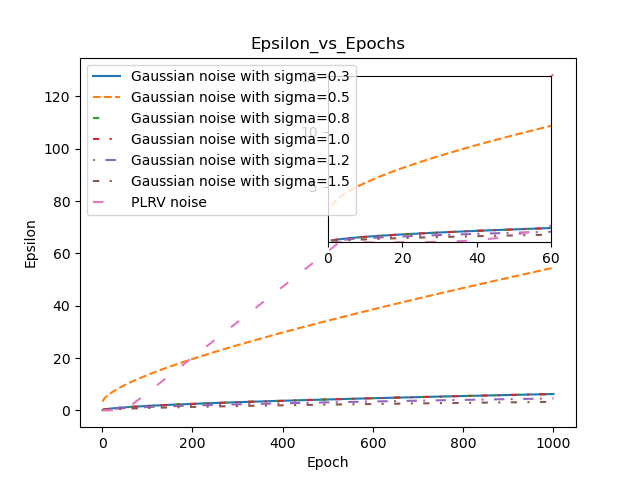 Epsilon_vs_Epochs
Gaussian noise with sigma=0.3
Gaussian noise with sigma=0.5
Gaussian noise with sigma=0.8
Gaussian noise with sigma=1.0
Gaussian noise with sigma=1.2
Gaussian noise with sigma=1.5
PLRV noise
10
5
0 20 40 60
120
100
80
60
40
20
0
0 200 400 600 800 1000
Epsilon
Epoch